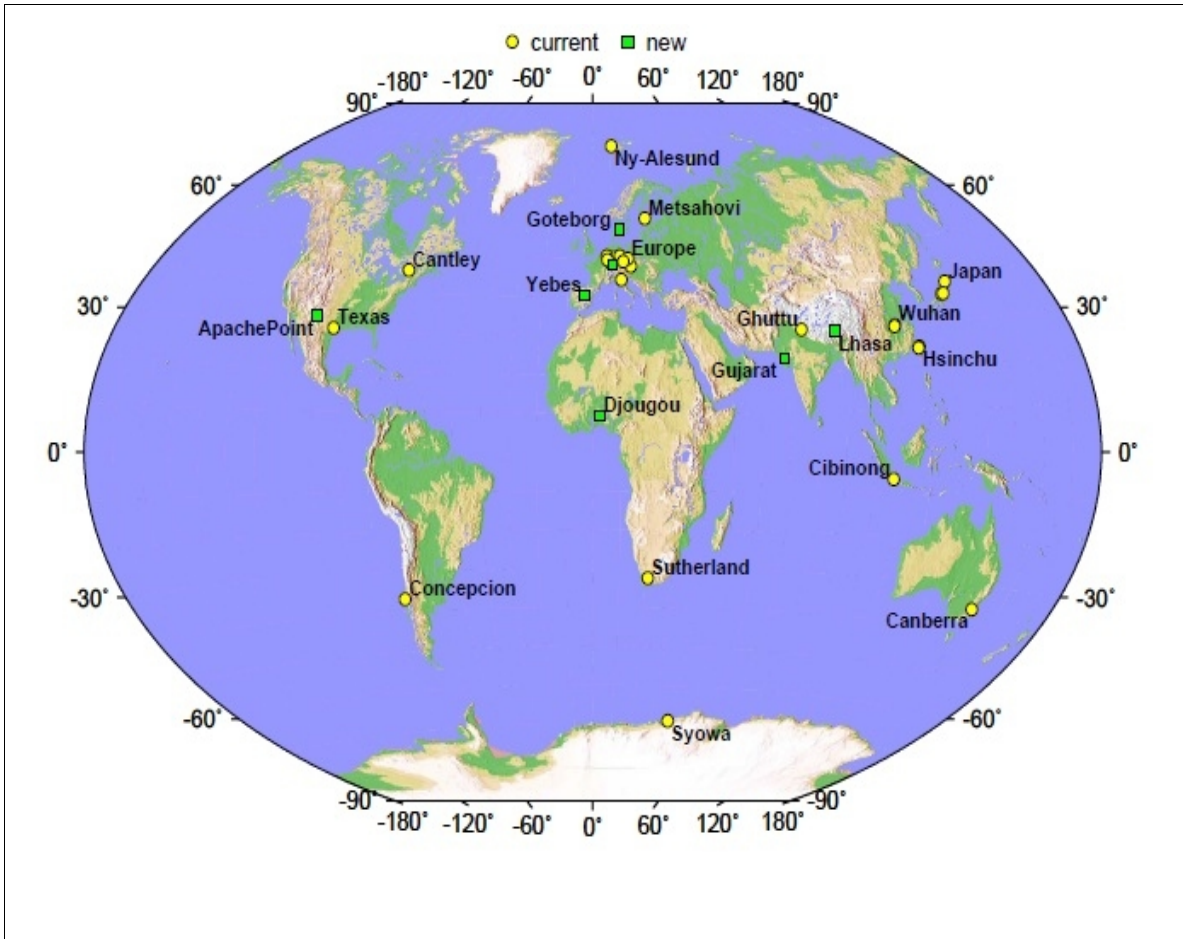 current new
-180° -120° -60° 0° 60° 120° 180°
90° 90°
Ny-Alesund
60° 60°
Metsahovi
Goteborg
Europe
Cantley
Japan
Yebes
30° 30°
Texas
Wuhan
Ghuttu
ApachePoint
Lhasa
Hsinchu
Gujarat
Djougou
0° 0°
Cibinong
Sutherland
Concepcion
-30° -30°
Canberra
-60° -60°
Syowa
-90° -90°
-180° -120° -60° 0° 60° 120° 180°